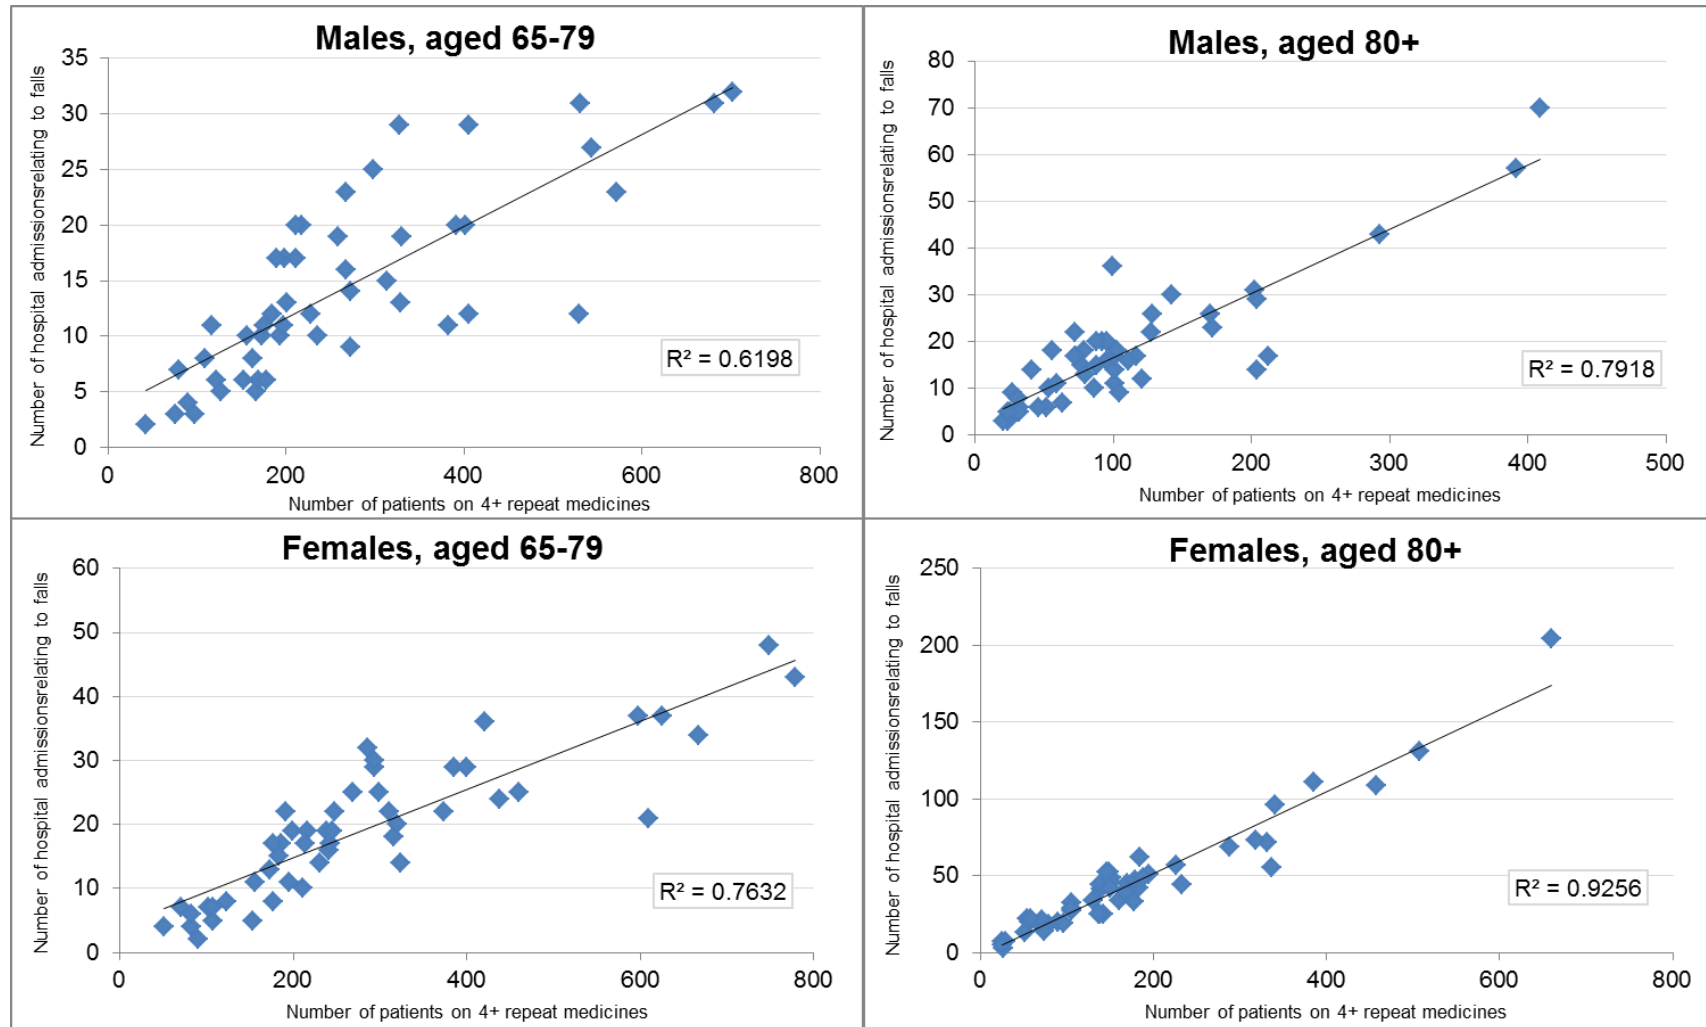 Males, aged 65-79
Number of hospital admissionsrelating to falls
35
30
25
20
15
10
5
0
0 200 400 600 800
Number of patients on 4+ repeat medicines
R² = 0.6198
Males, aged 80+
Number of hospital admissionsrelating to falls
80
70
60
50
40
30
20
10
0
0 100 200 300 400 500
Number of patients on 4+ repeat medicines
R² = 0.7918
Females, aged 65-79
Number of hospital admissionsrelating to falls
60
50
40
30
20
10
0
0 200 400 600 800
Number of patients on 4+ repeat medicines
R² = 0.7632
Females, aged 80+
Number of hospital admissionsrelating to falls
250
200
150
100
50
0
0 200 400 600 800
Number of patients on 4+ repeat medicines
R² = 0.9256